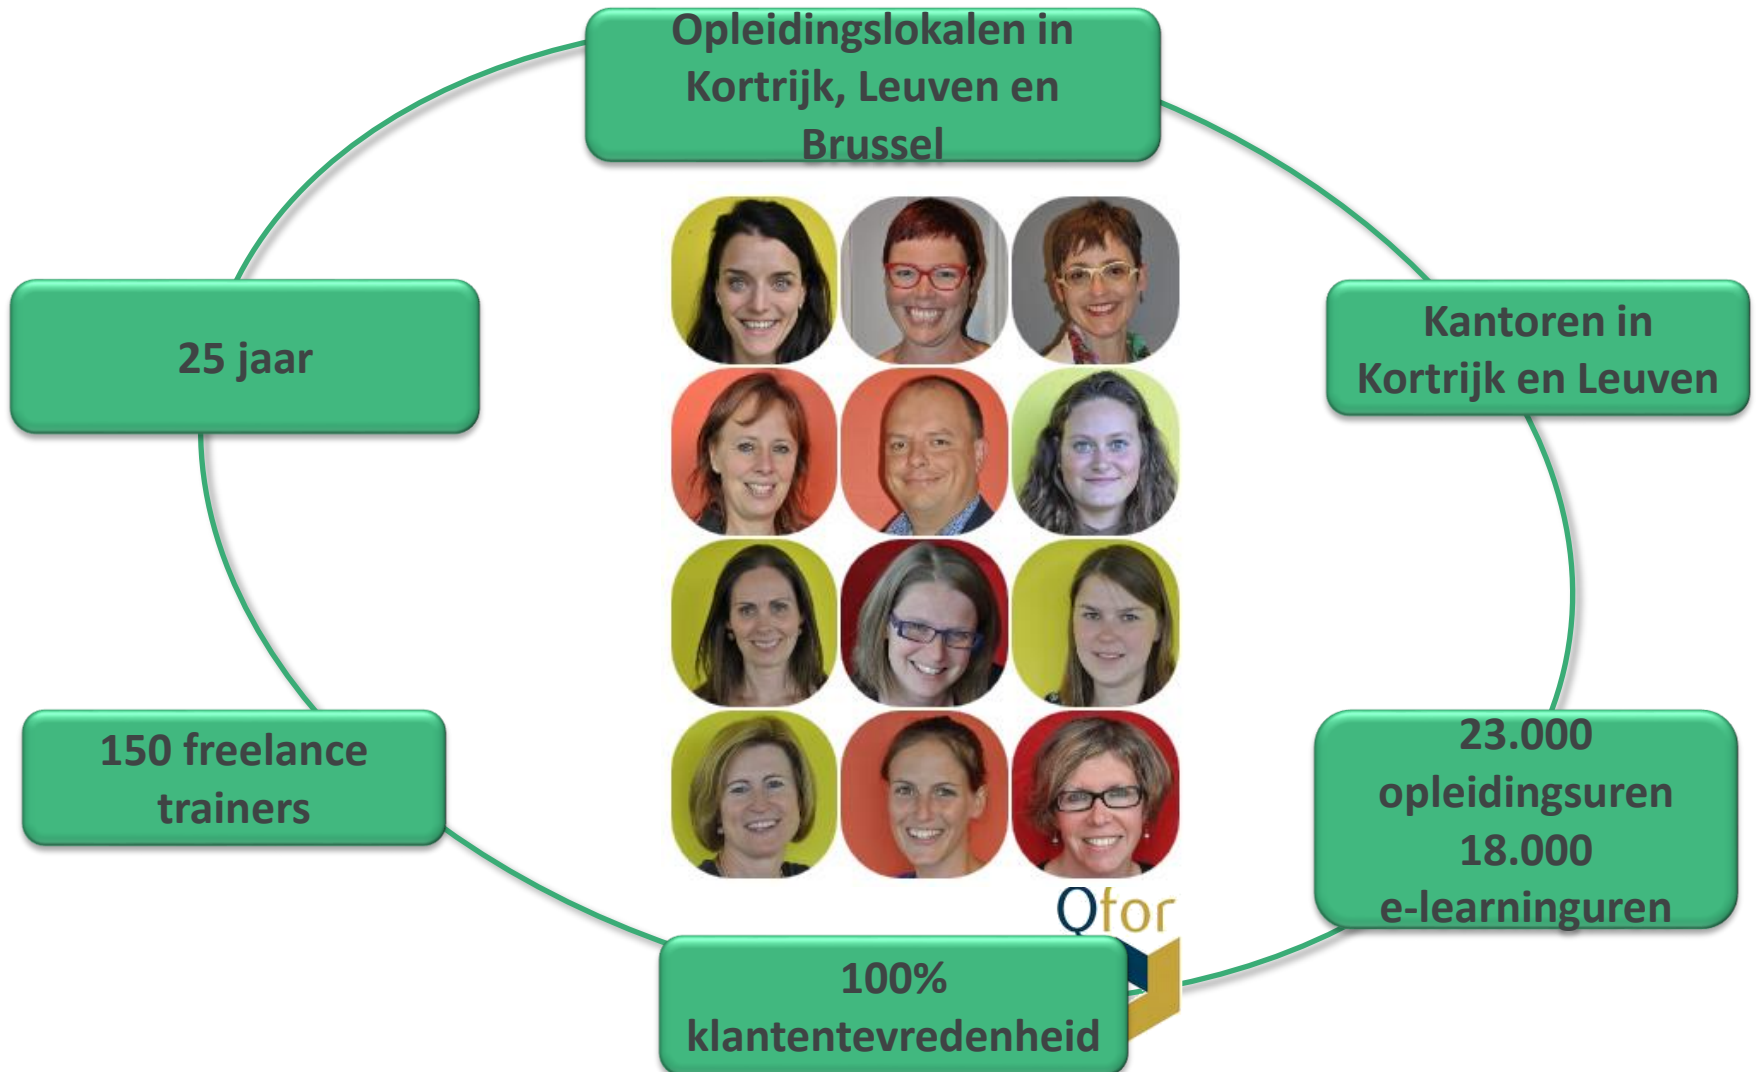 Opleidingslokalen in
Kortrijk, Leuven en
Brussel
25 jaar
Kantoren in
Kortrijk en Leuven
150 freelance
trainers
23.000
opleidingsuren
18.000
e-learninguren
Qfor
100%
klantentevredenheid